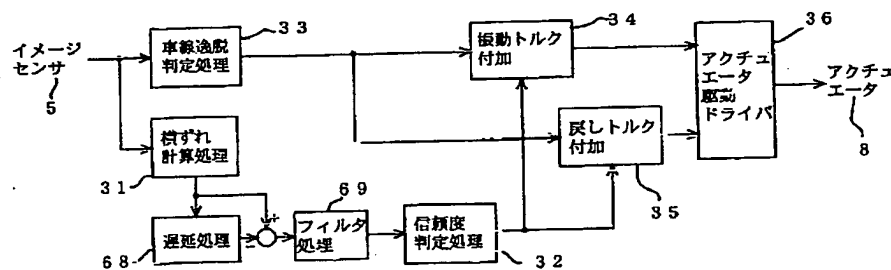 イメージ
センサ
5
車線逸脱
判定処理
33
横ずれ
計算処理
31
遅延処理
68
+
-
フィルタ
処理
69
信頼度
判定処理
32
振動トルク
付加
34
戻しトルク
付加
35
アクチュ
エータ
駆動
ドライバ
36
アクチュ
エータ
8